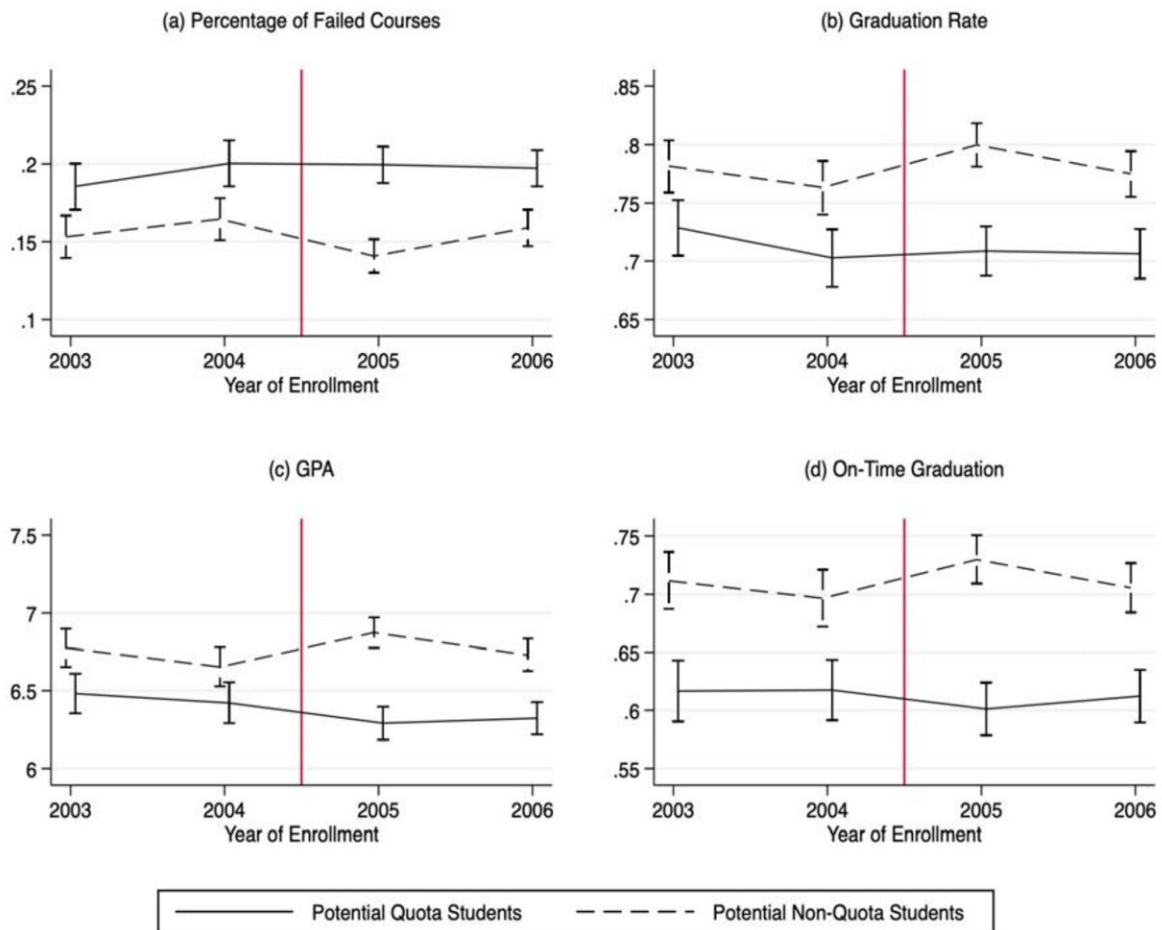 (a) Percentage of Failed Courses
.25
.2
.15
.1
2003 2004 2005 2006
Year of Enrollment
(b) Graduation Rate
.85
.8
.75
.7
.65
2003 2004 2005 2006
Year of Enrollment
(c) GPA
7.5
7
6.5
6
2003 2004 2005 2006
Year of Enrollment
(d) On-Time Graduation
.75
.7
.65
.6
.55
2003 2004 2005 2006
Year of Enrollment
Potential Quota Students Potential Non-Quota Students